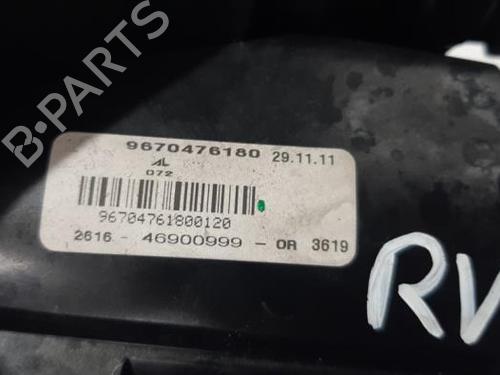 B-PARTS
9670476180 29.11.11
AL
072
96704761800120
2616 - 46900999 - OR 3619
RV